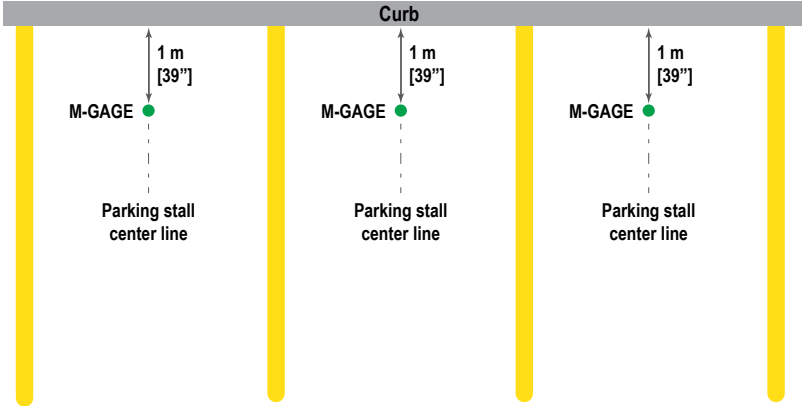 Curb
1 m
[39”]
1 m
[39”]
1 m
[39”]
M-GAGE
M-GAGE
M-GAGE
Parking stall
center line
Parking stall
center line
Parking stall
center line